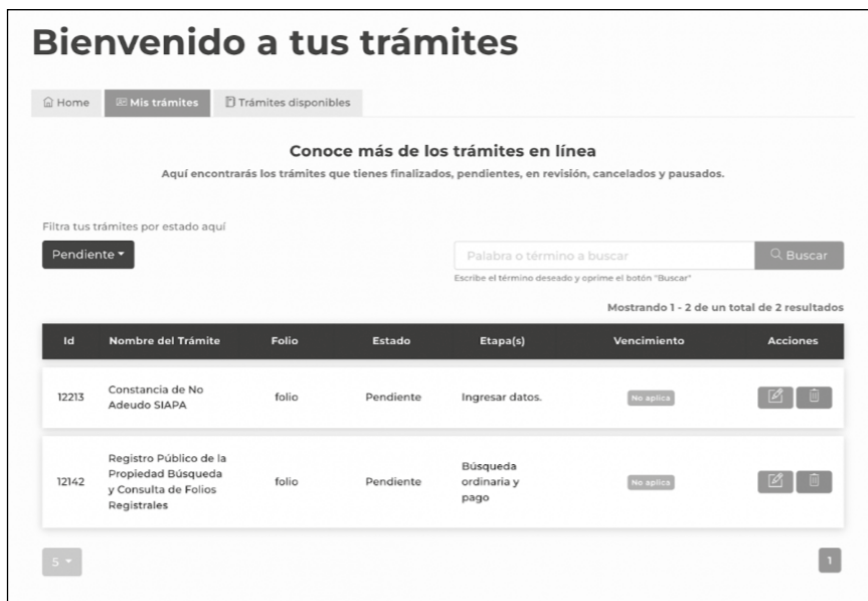 Bienvenido a tus trámites
Home
Mis trámites
Trámites disponibles
Conoce más de los trámites en línea
Aquí encontrarás los trámites que tienes finalizados, pendientes, en revisión, cancelados y pausados.
Filtra tus trámites por estado aquí
Pendiente
Palabra o término a buscar
Buscar
Escribe el término deseado y oprime el botón "Buscar"
Mostrando 1 - 2 de un total de 2 resultados
Id Nombre del Trámite Folio Estado Etapa(s) Vencimiento Acciones
12213
Constancia de No
Adeudo SIAPA
folio
Pendiente
Ingresar datos.
No aplica
12142
Registro Público de la
Propiedad Búsqueda
y Consulta de Folios
Registrales
folio
Pendiente
Búsqueda
ordinaria y
pago
No aplica
5
1